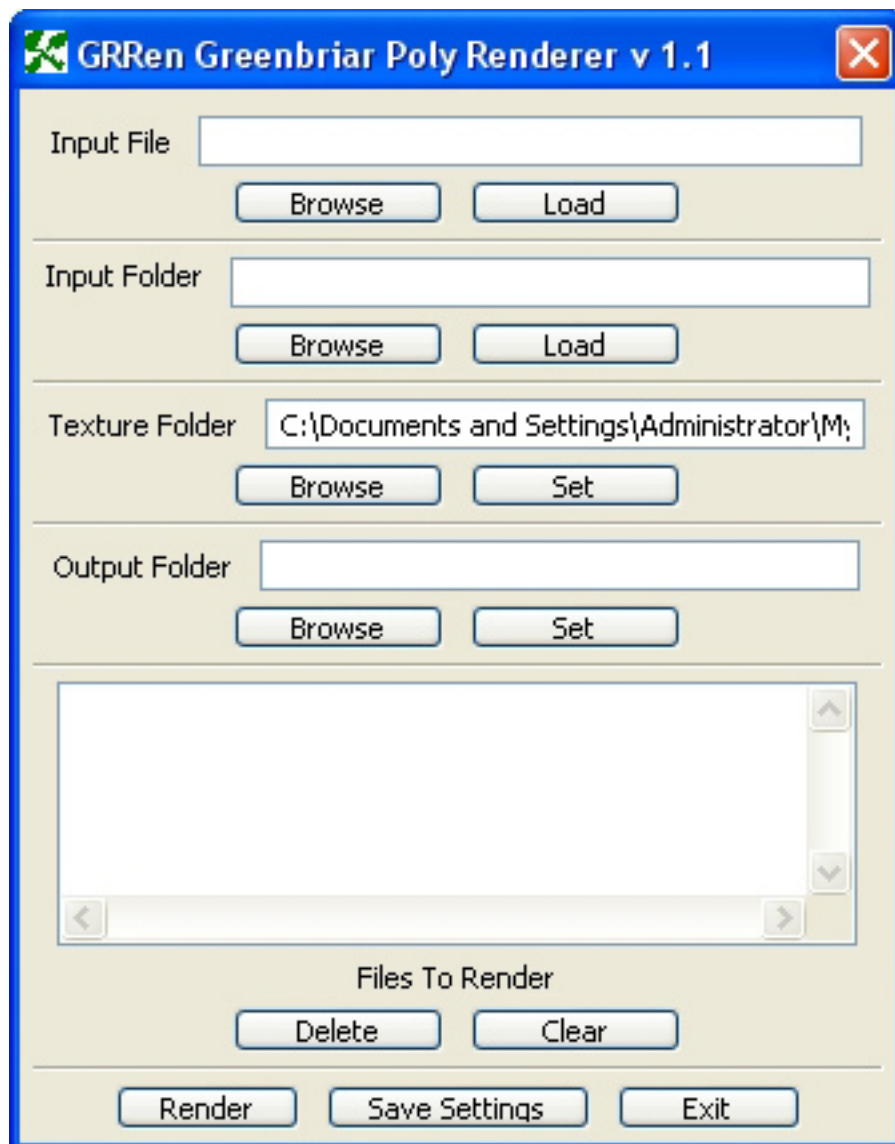 GRRen Greenbriar Poly Renderer v 1.1
Input File
Browse Load
Input Folder
Browse Load
Texture Folder C:\Documents and Settings\Administrator\My
Browse Set
Output Folder
Browse Set
Files To Render
Delete Clear
Render Save Settings Exit